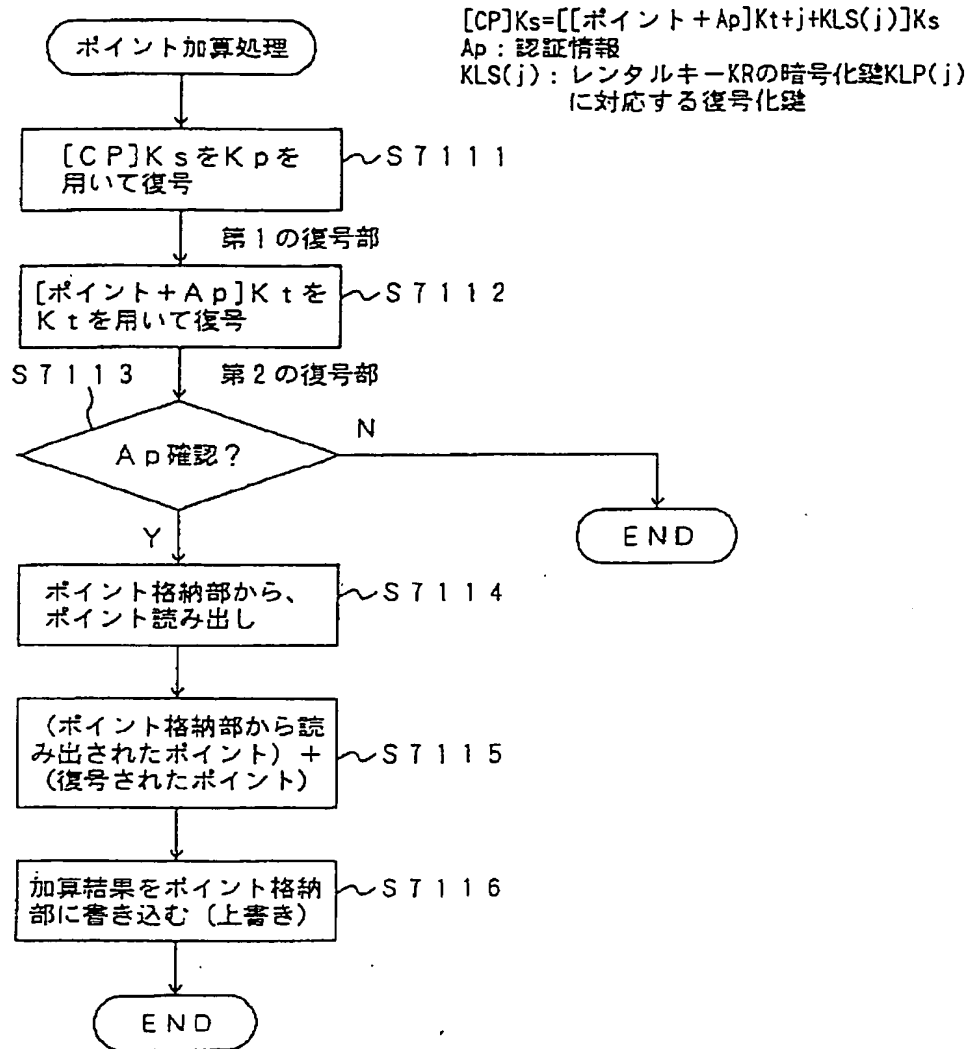 ポイント加算処理
[CP]Ks=[[ポイント+Ap]Kt+j+KLS(j)]Ks
Ap:認証情報
KLS(j):レンタルキーKRの暗号化鍵KLP(j)
に対応する復号化鍵
[CP]KsをKpを
用いて復号
S7111
第1の復号部
[ポイント+Ap]Ktを
Ktを用いて復号
S7112
第2の復号部
S7113
Ap確認?
N
END
Y
ポイント格納部から、
ポイント読み出し
S7114
(ポイント格納部から読
み出されたポイント)+
(復号されたポイント)
S7115
加算結果をポイント格納
部に書き込む(上書き)
S7116
END